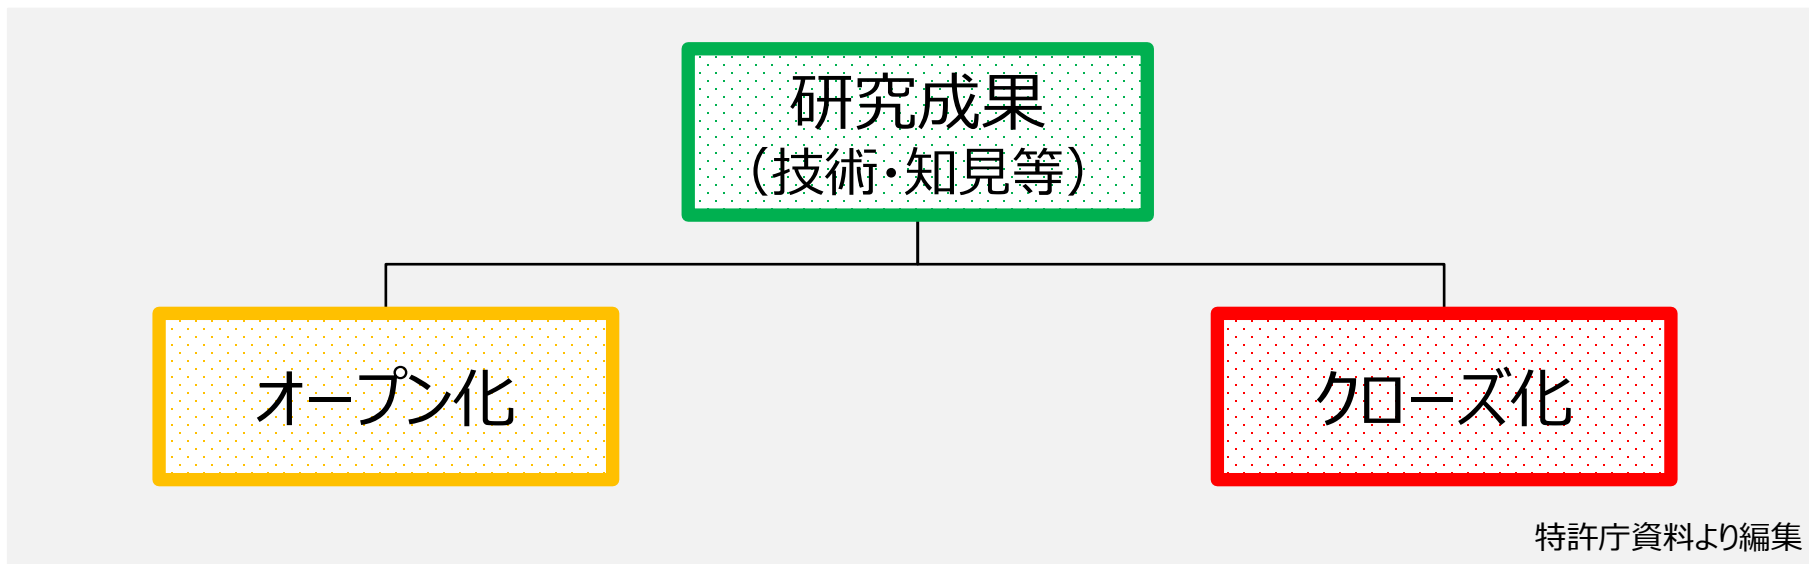 研究成果
（技術・知見等）
オープン化
クローズ化
特許庁資料より編集